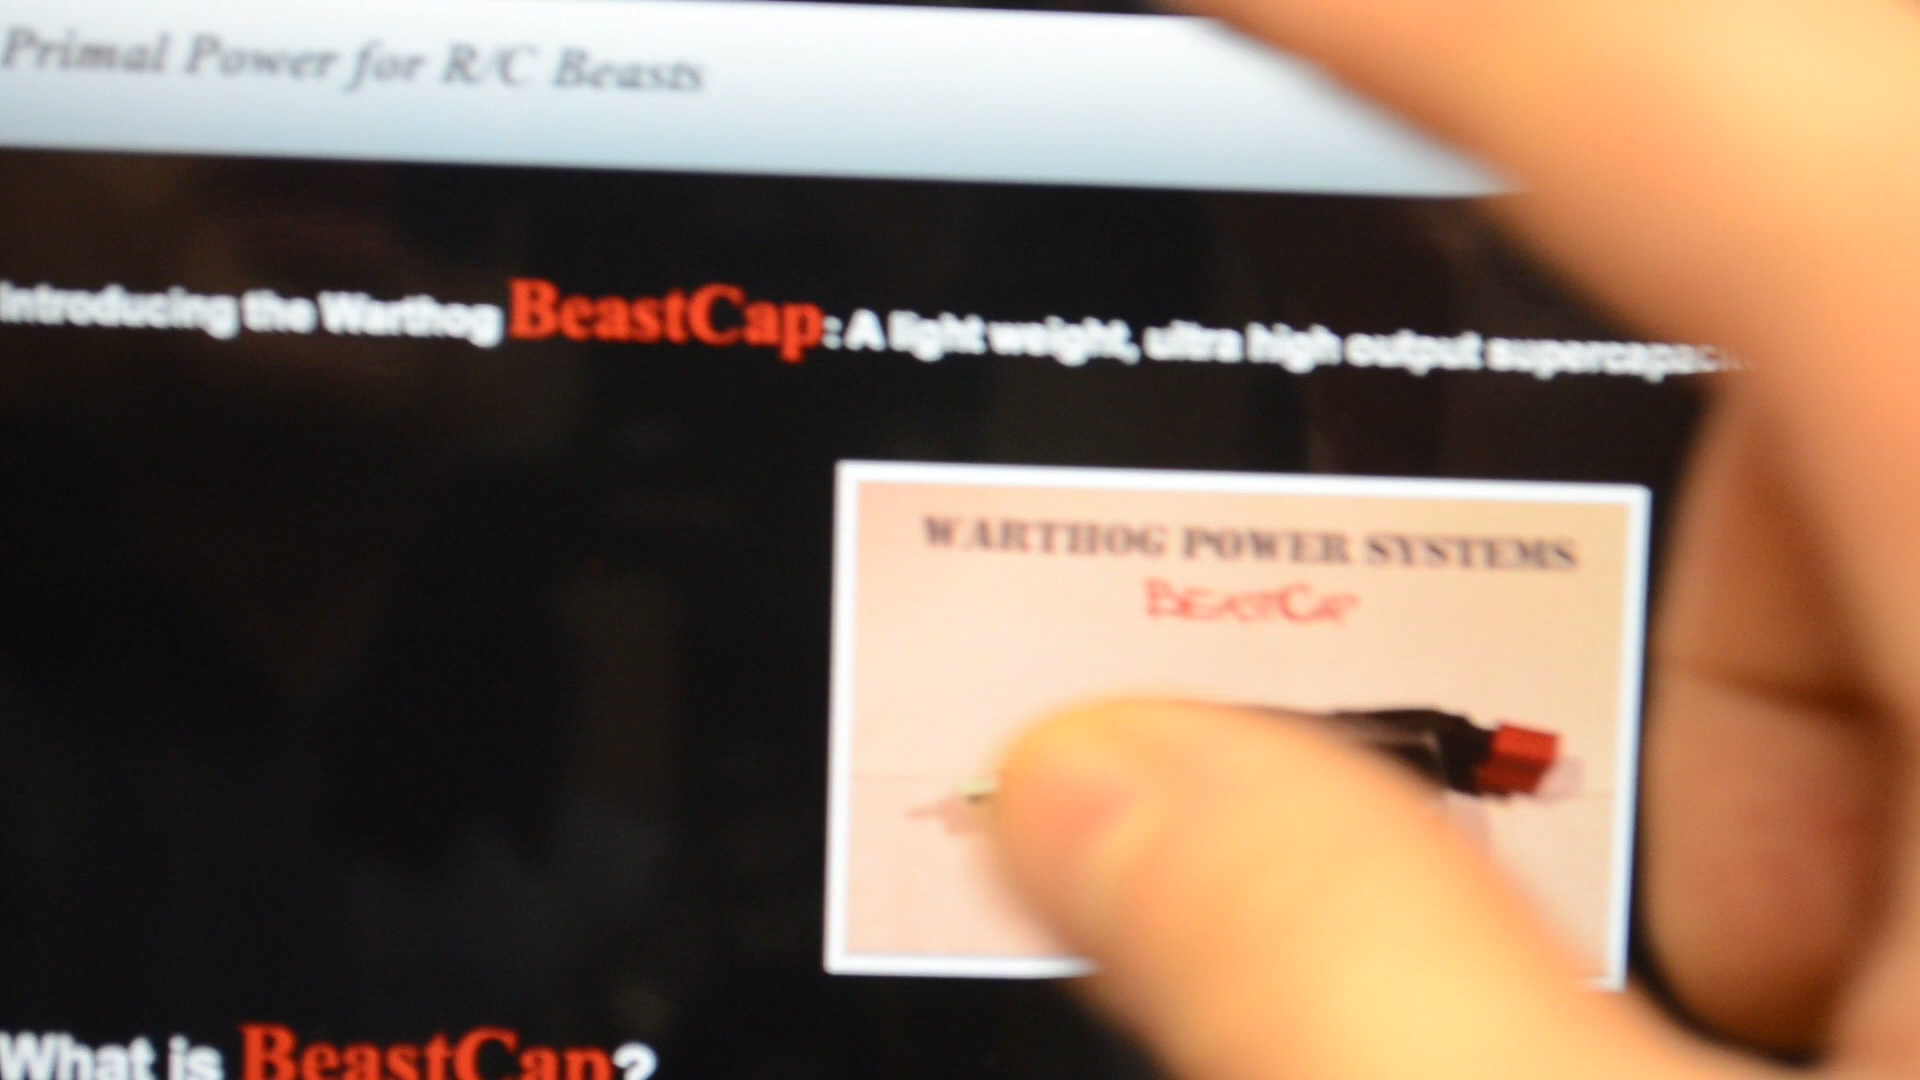 Primal Power for R/C Beasts
Introducing the Warthog BeastCap: A light weight, ultra high output
WARTHOG POWER SYSTEMS
BEASTCAP
What is BeastCap?